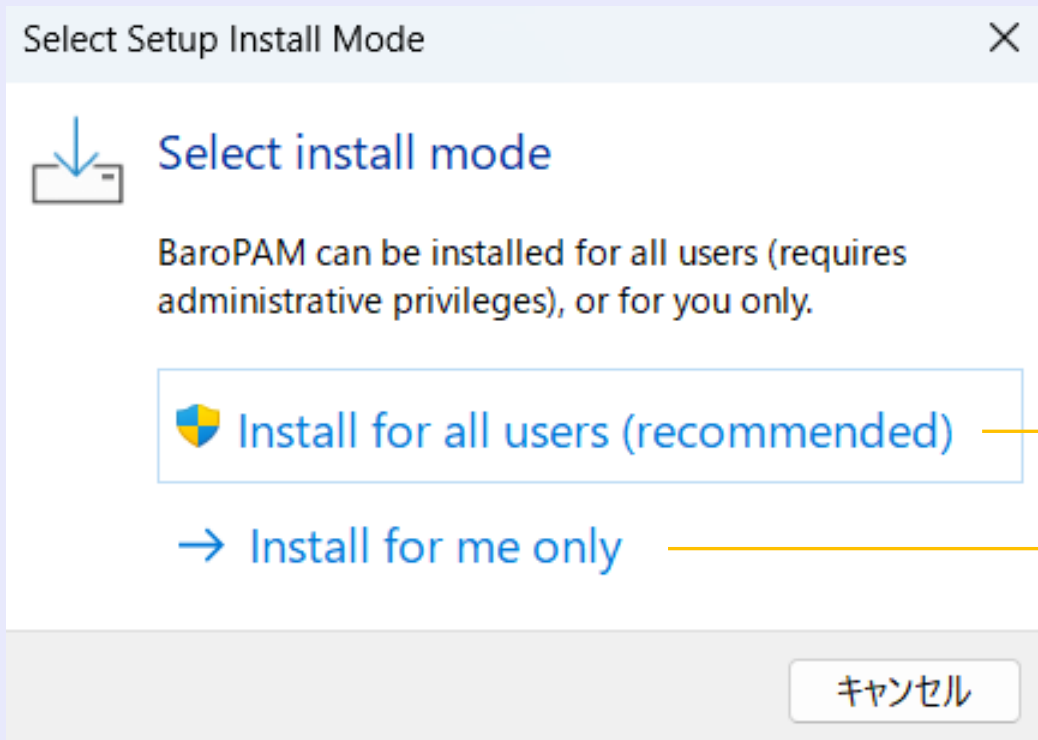 Select Setup Install Mode
Select install mode
BaroPAM can be installed for all users (requires
administrative privileges), or for you only.
Install for all users (recommended)
Install for me only
キャンセル